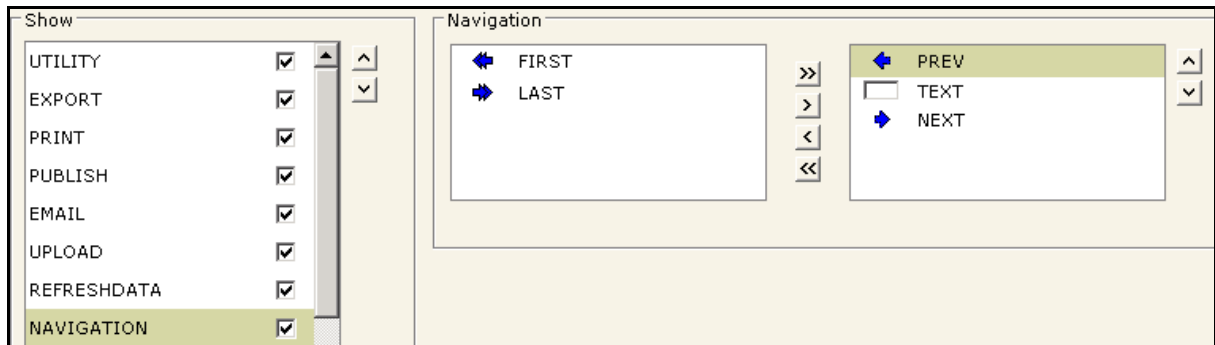 Show
UTILITY
EXPORT
PRINT
PUBLISH
EMAIL
UPLOAD
REFRESHDATA
NAVIGATION
Navigation
FIRST
LAST
>>
>
<
<<
PREV
TEXT
NEXT